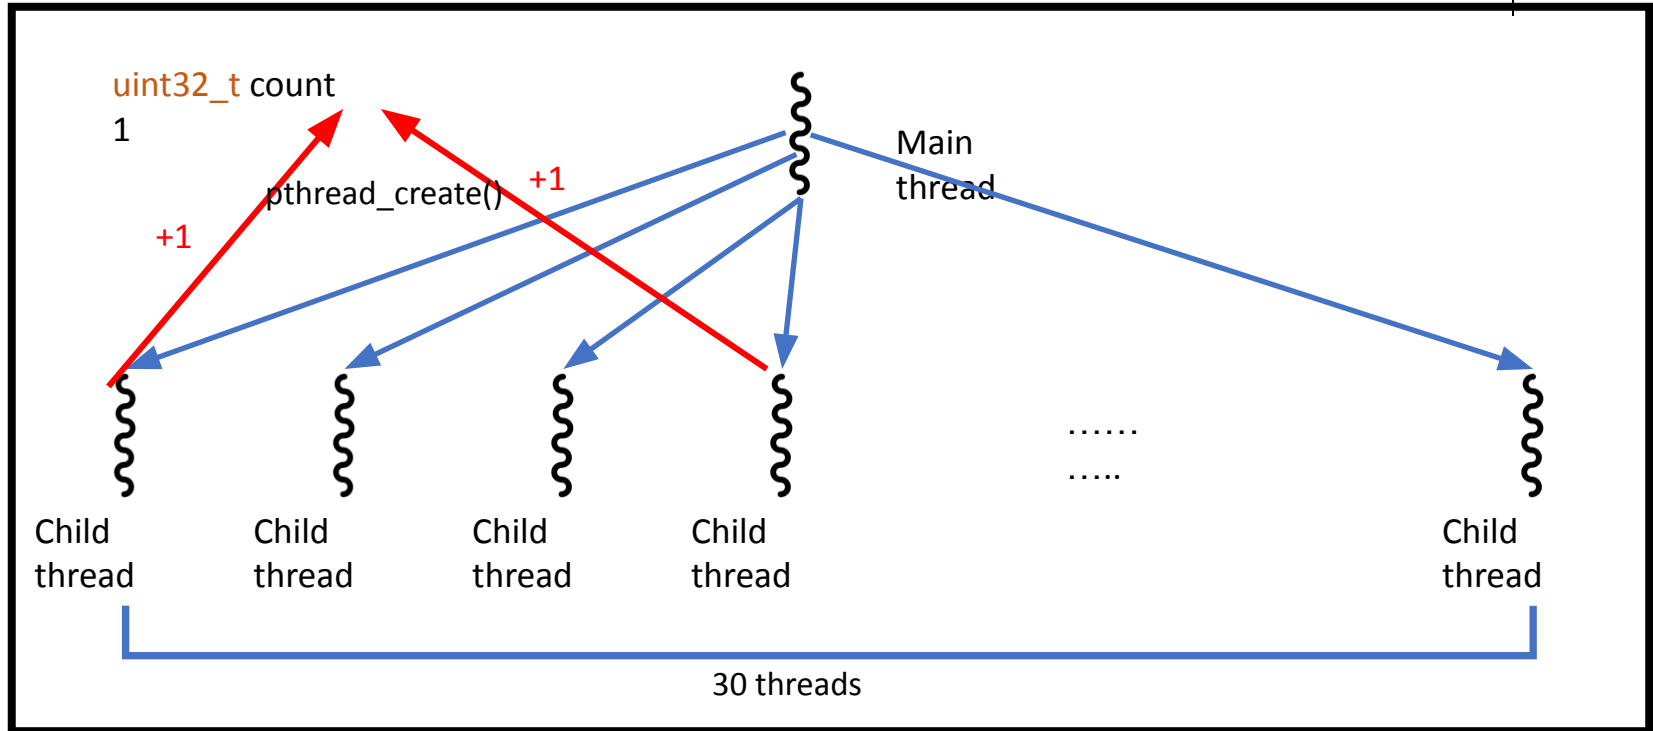 uint32_t count
1
Main
thread
pthread_create()
+1
+1
……
…..
Child
thread
Child
thread
Child
thread
Child
thread
Child
thread
30 threads